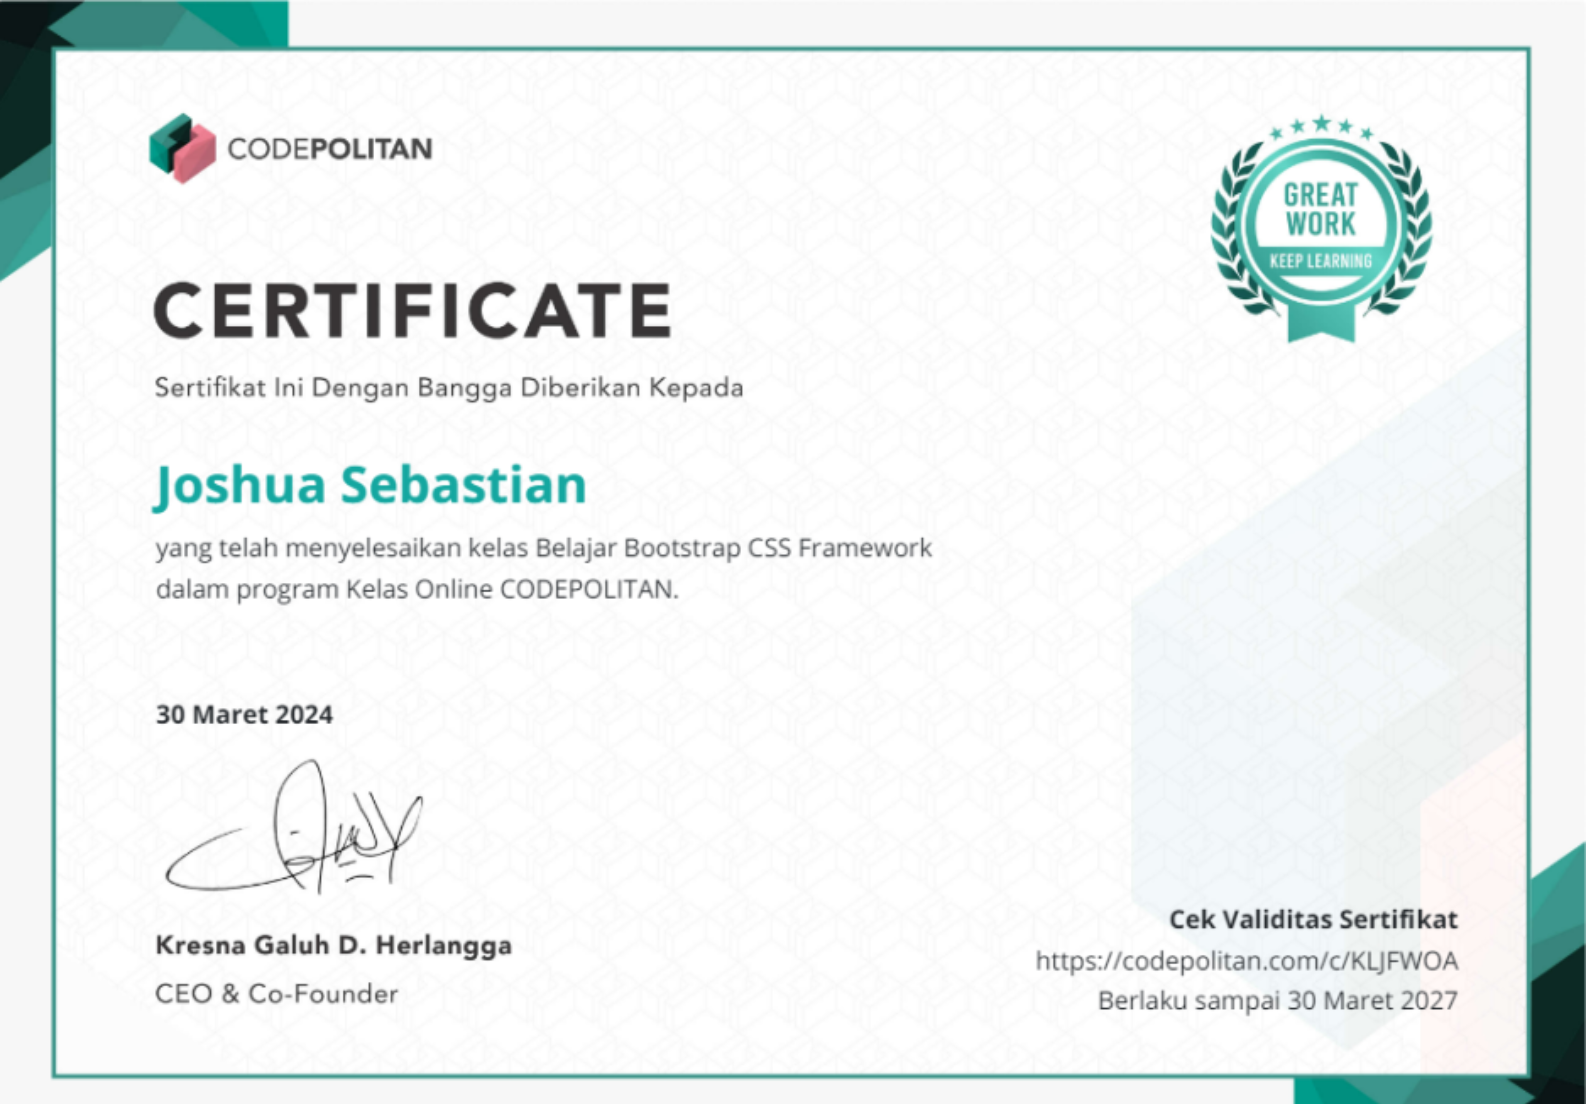 CODEPOLITAN
GREAT
WORK
KEEP LEARNING
CERTIFICATE
Sertifikat Ini Dengan Bangga Diberikan Kepada
Joshua Sebastian
yang telah menyelesaikan kelas Belajar Bootstrap CSS Framework
dalam program Kelas Online CODEPOLITAN.
30 Maret 2024
Kresna Galuh D. Herlangga
CEO & Co-Founder
Cek Validitas Sertifikat
https://codepolitan.com/c/KLJFWOA
Berlaku sampai 30 Maret 2027